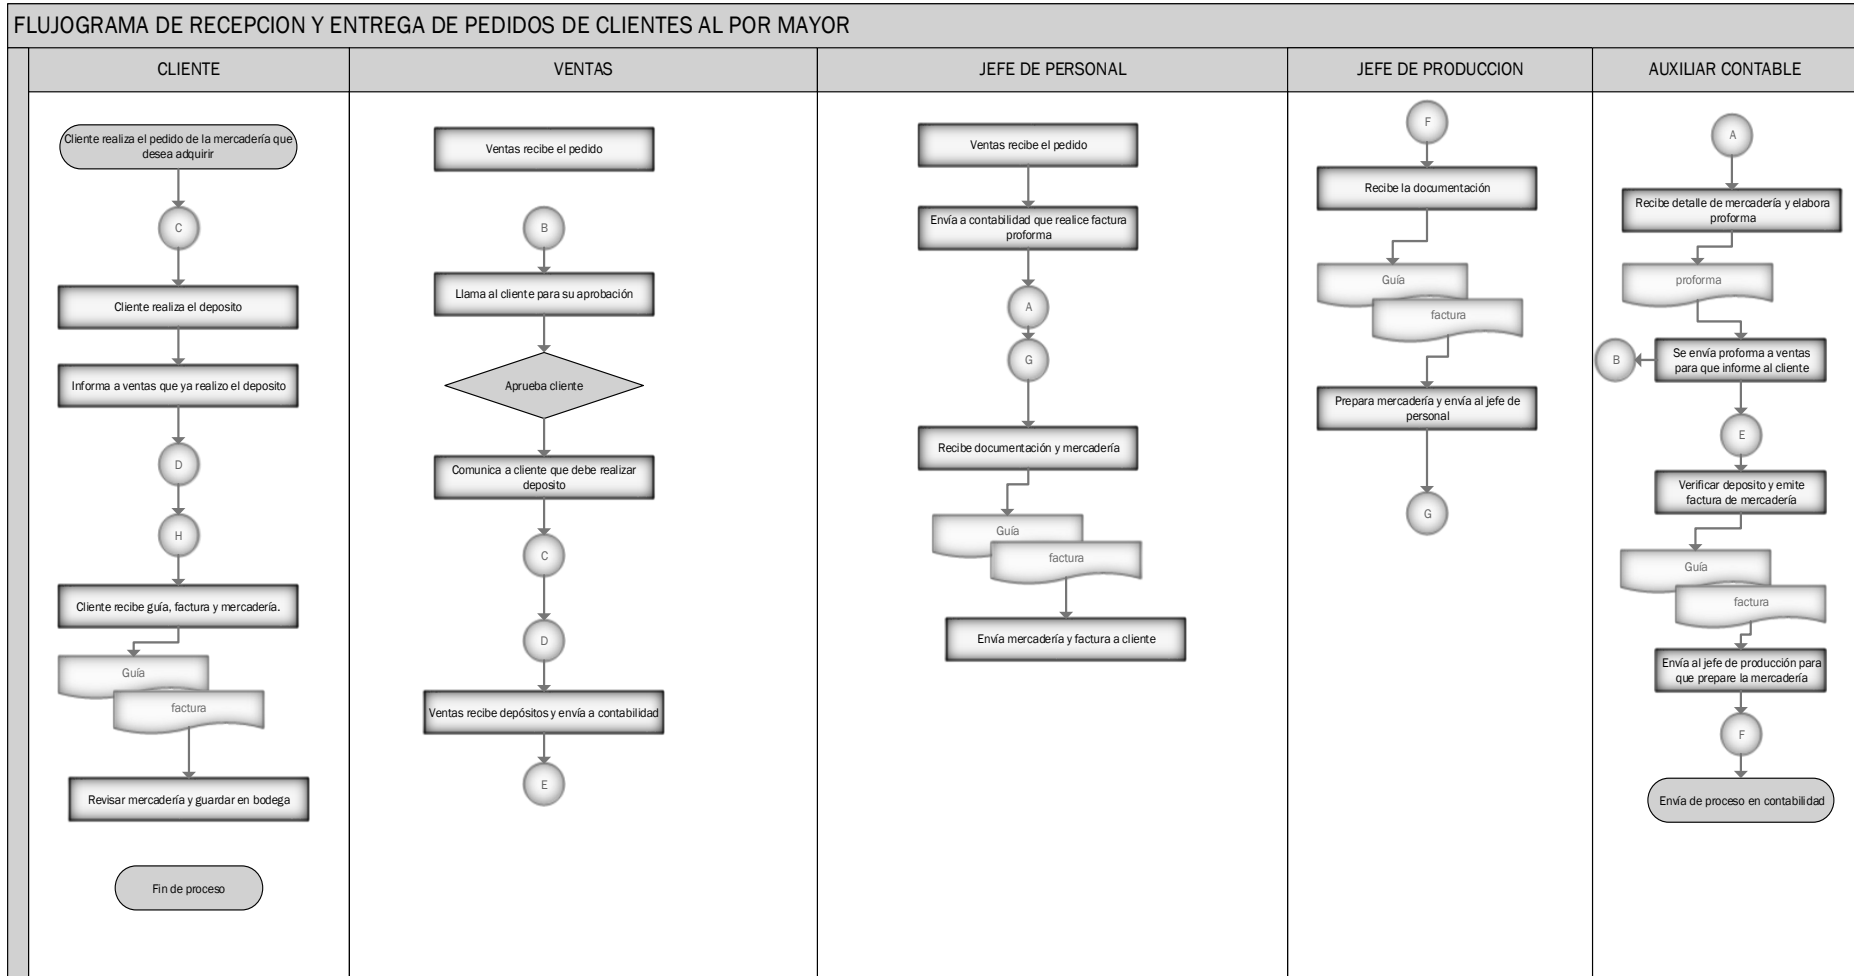 FLUJOGRAMA DE RECEPCION Y ENTREGA DE PEDIDOS DE CLIENTES AL POR MAYOR
CLIENTE
Cliente realiza el pedido de la mercadería que
desea adquirir
C
Cliente realiza el deposito
Informa a ventas que ya realizo el deposito
D
H
Cliente recibe guía, factura y mercadería.
Guía
factura
Revisar mercadería y guardar en bodega
Fin de proceso
VENTAS
Ventas recibe el pedido
B
Llama al cliente para su aprobación
Aprueba cliente
Comunica a cliente que debe realizar
deposito
C
D
Ventas recibe depósitos y envía a contabilidad
E
JEFE DE PERSONAL
Ventas recibe el pedido
Envía a contabilidad que realice factura
proforma
A
G
Recibe documentación y mercadería
Guía
factura
Envía mercadería y factura a cliente
JEFE DE PRODUCCION
F
Recibe la documentación
Guía
factura
Prepara mercadería y envía al jefe de
personal
G
AUXILIAR CONTABLE
A
Recibe detalle de mercadería y elabora
proforma
proforma
Se envía proforma a ventas
para que informe al cliente
B
E
Verificar deposito y emite
factura de mercadería
Guía
factura
Envía al jefe de producción para
que prepare la mercadería
F
Envía de proceso en contabilidad